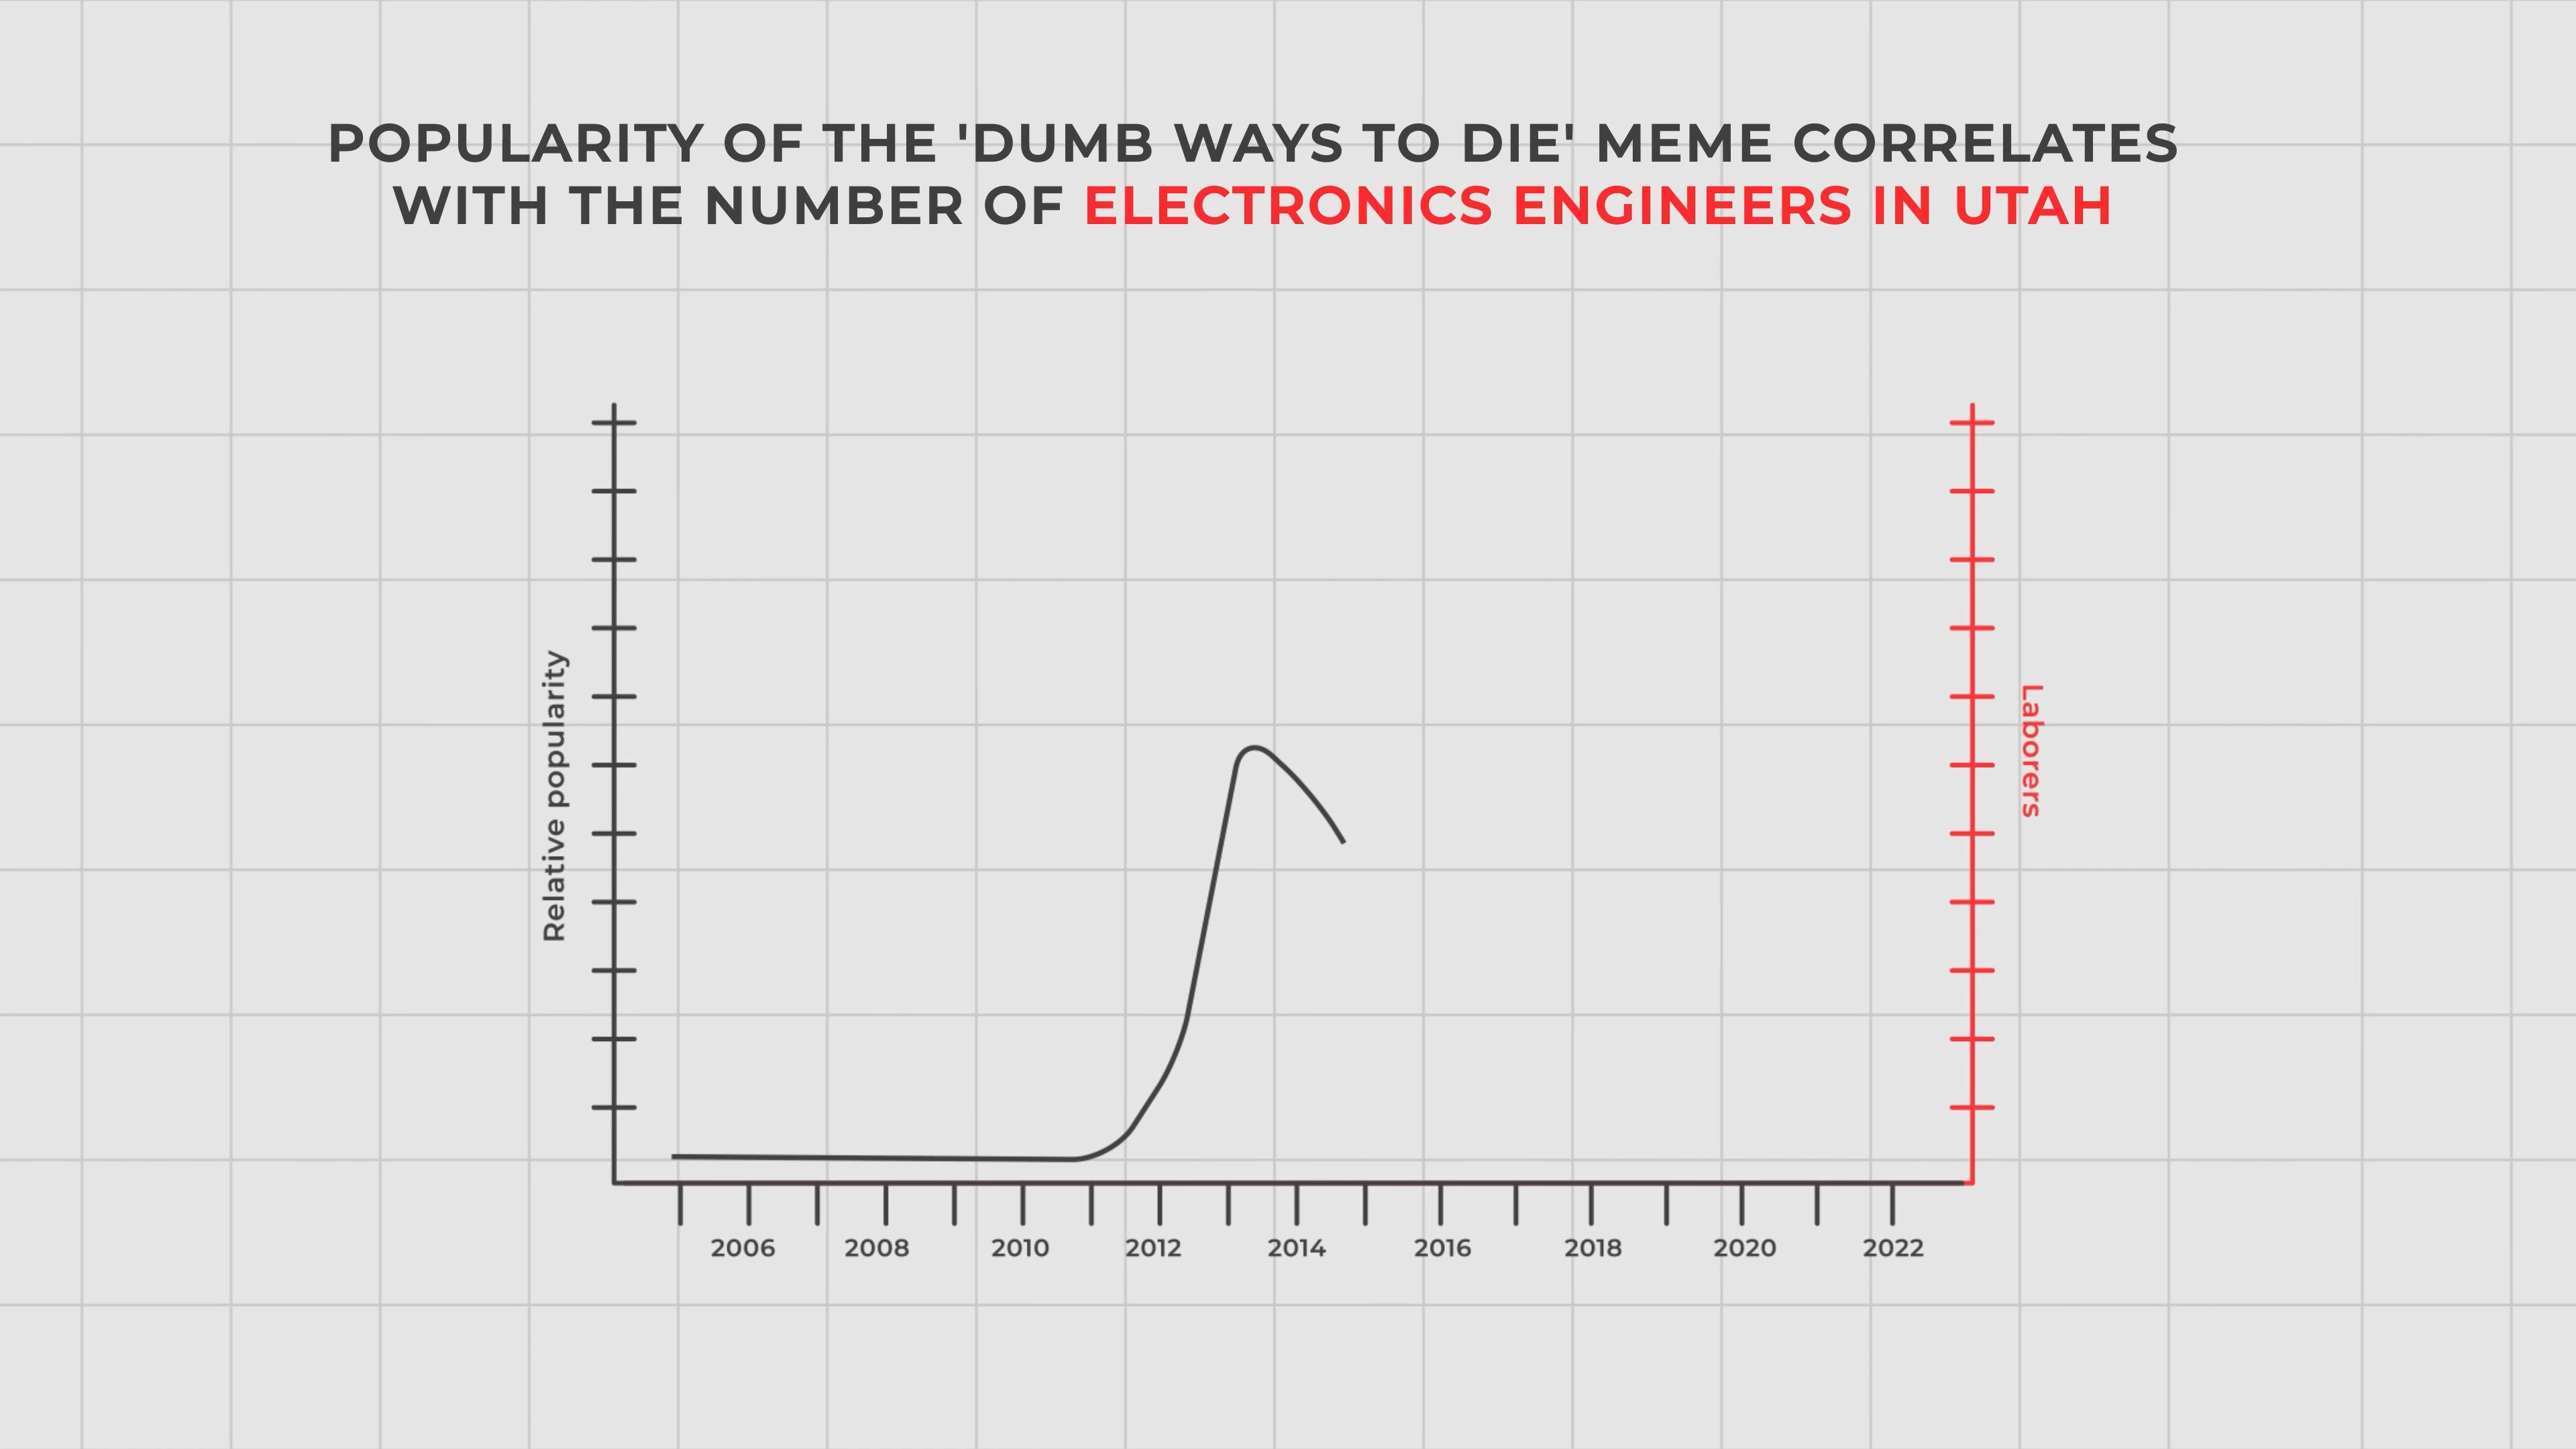 POPULARITY OF THE 'DUMB WAYS TO DIE' MEME CORRELATES
WITH THE NUMBER OF ELECTRONICS ENGINEERS IN UTAH
Relative popularity
Laborers
2006 2008 2010 2012 2014 2016 2018 2020 2022